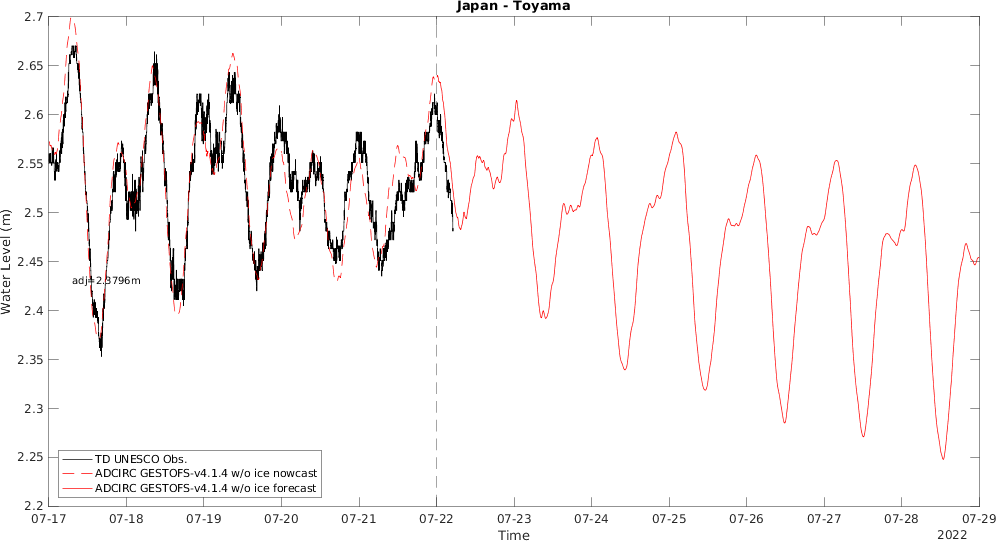 Japan - Toyama
2.7
2.65
2.6
2.55
2.5
2.45
2.4
2.35
2.3
2.25
2.2
Water Level (m)
adj=2.3796m
TD UNESCO Obs.
ADCIRC GESTOFS-v4.1.4 w/o ice nowcast
ADCIRC GESTOFS-v4.1.4 w/o ice forecast
07-17 07-18 07-19 07-20 07-21 07-22 07-23 07-24 07-25 07-26 07-27 07-28 07-29
Time
2022